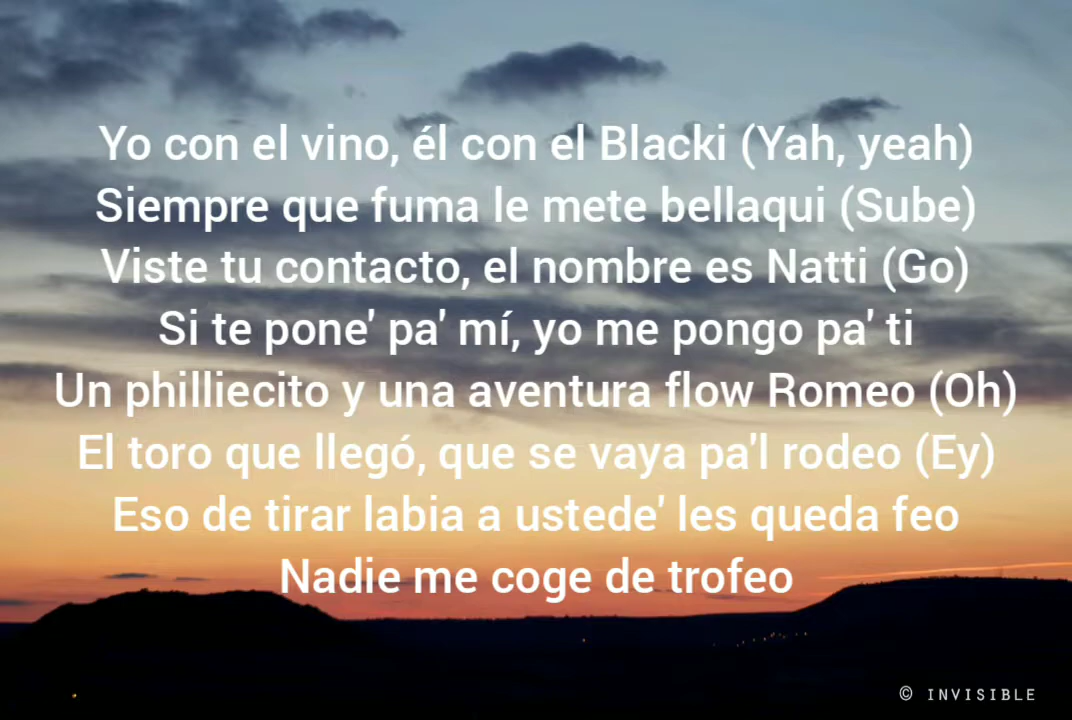 Yo con el vino, él con el Blacki (Yah, yeah)
Siempre que fuma le mete bellaqui (Sube)
Viste tu contacto, el nombre es Natti (Go)
Si te pone' pa' mí, yo me pongo pa' ti
Un philliecito y una aventura flow Romeo (Oh)
El toro que llegó, que se vaya pa'l rodeo (Ey)
Eso de tirar labia a ustede' les queda feo
Nadie me coge de trofeo
© INVISIBLE